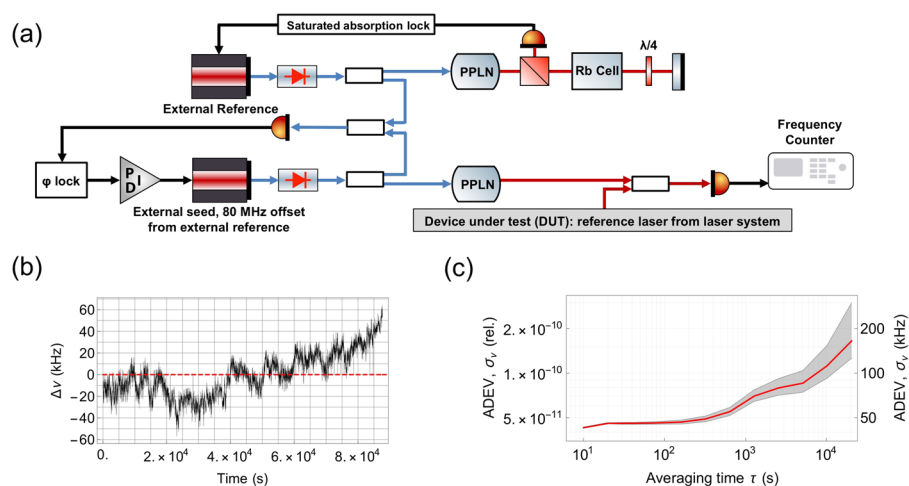 (a)
Saturated absorption lock
λ/4
PPLN
Rb Cell
External Reference
Frequency
Counter
φ lock
P
I
D
PPLN
External seed, 80 MHz offset
from external reference
Device under test (DUT): reference laser from laser system
(b)
Δν (kHz)
60
40
20
0
−20
−40
−60
0.
2.×10⁴
4.×10⁴
6.×10⁴
8.×10⁴
Time (s)
(c)
ADEV, σᵥ (rel.)
2.×10⁻¹⁰
1.×10⁻¹⁰
5.×10⁻¹¹
10¹
10²
10³
10⁴
Averaging time τ (s)
200
100
50
ADEV, σᵥ (kHz)